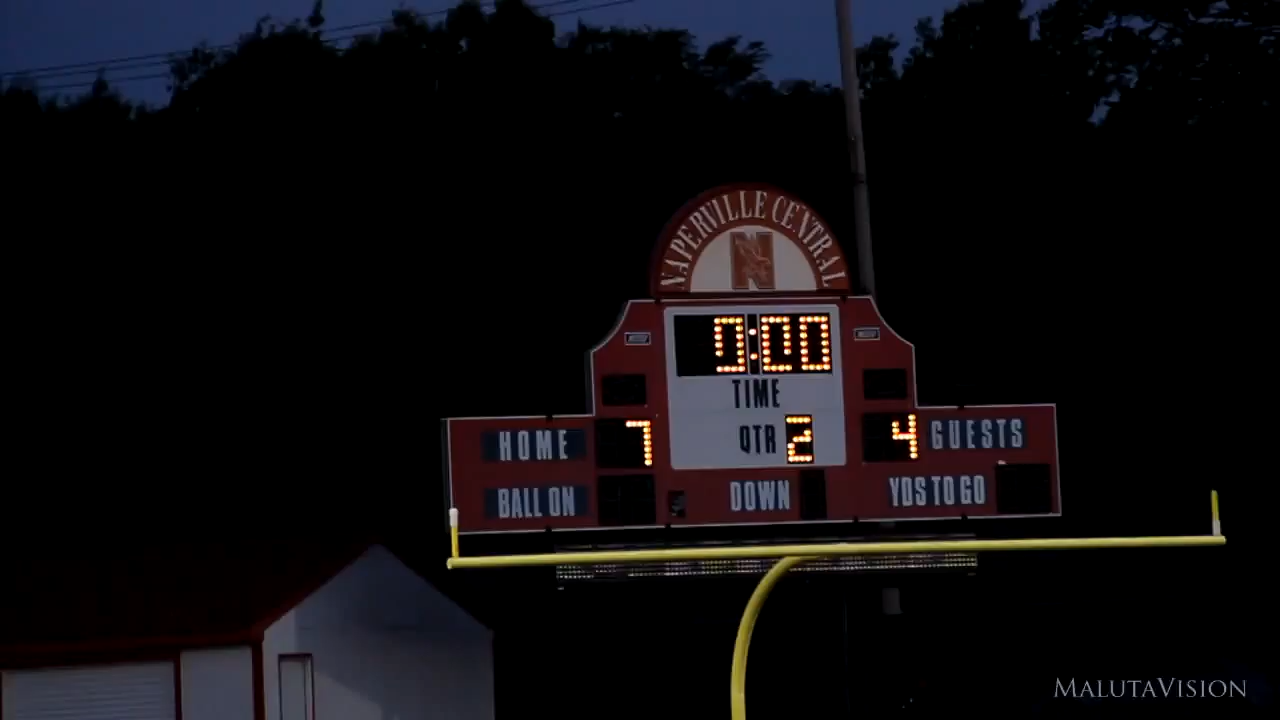 NAPERVILLE CENTRAL
N
0:00
TIME
HOME 7 QTR 2 4 GUESTS
BALL ON DOWN YDS TO GO
MALUTAVISION